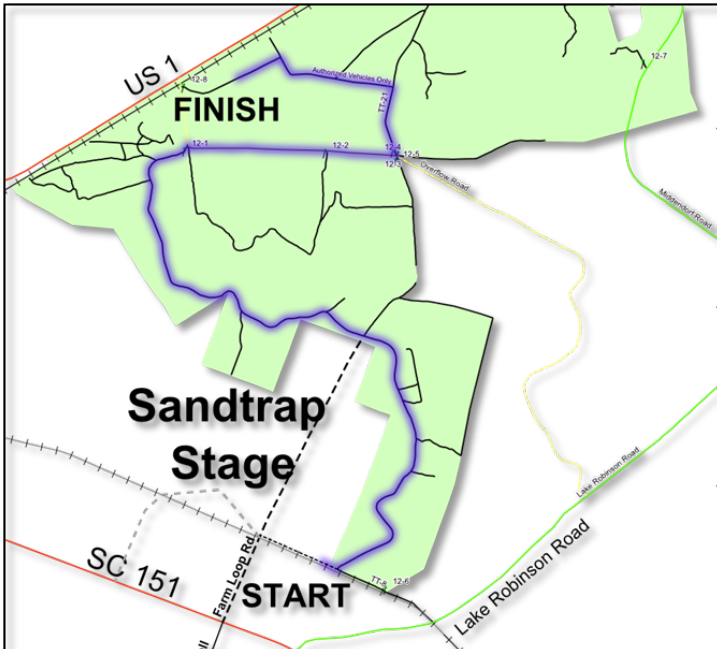 12-7
US 1
12-8
Authorized Vehicles Only
TT-21
FINISH
12-1
12-2
12-4
12-5
12-3
Overflow Road
Middendorf Road
Sandtrap
Stage
Lake Robinson Road
Lake Robinson Road
SC 151
Farm Loop Rd
START
12-6